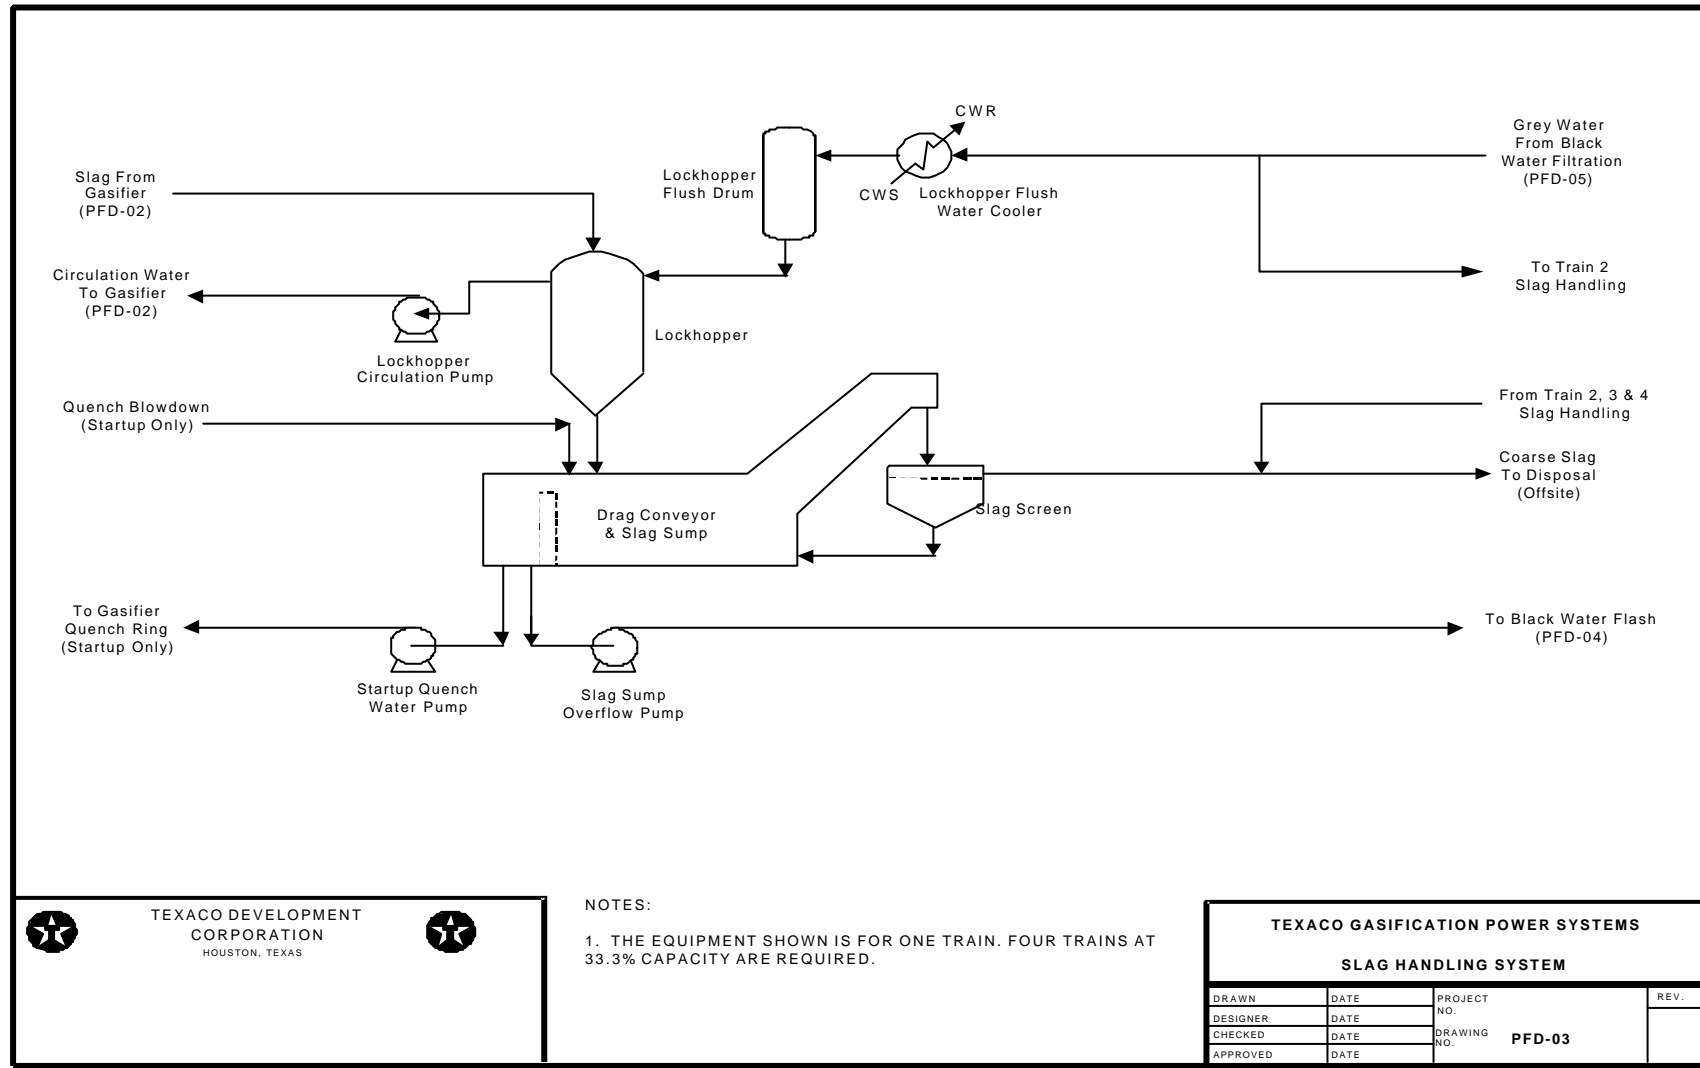 CWR
Grey Water
From Black
Water Filtration
(PFD-05)
Slag From
Gasifier
(PFD-02)
Lockhopper
Flush Drum
CWS
Lockhopper Flush
Water Cooler
Circulation Water
To Gasifier
(PFD-02)
To Train 2
Slag Handling
Lockhopper
Lockhopper
Circulation Pump
Quench Blowdown
(Startup Only)
From Train 2, 3 & 4
Slag Handling
Coarse Slag
To Disposal
(Offsite)
Drag Conveyor
& Slag Sump
Slag Screen
To Gasifier
Quench Ring
(Startup Only)
To Black Water Flash
(PFD-04)
Startup Quench
Water Pump
Slag Sump
Overflow Pump
TEXACO DEVELOPMENT
CORPORATION
HOUSTON, TEXAS
NOTES:
1. THE EQUIPMENT SHOWN IS FOR ONE TRAIN. FOUR TRAINS AT
33.3% CAPACITY ARE REQUIRED.
TEXACO GASIFICATION POWER SYSTEMS
SLAG HANDLING SYSTEM
DRAWN DATE PROJECT NO. REV.
DESIGNER DATE
CHECKED DATE DRAWING NO. PFD-03
APPROVED DATE